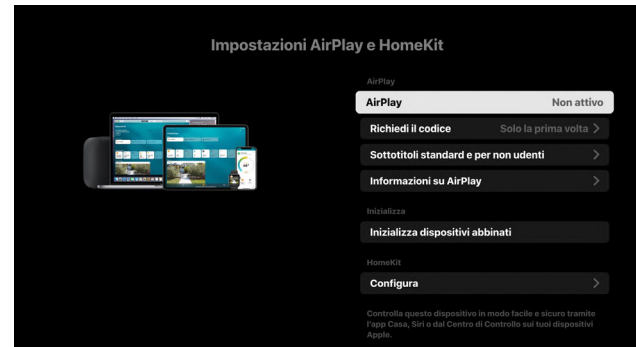 Impostazioni AirPlay e HomeKit
AirPlay
AirPlay Non attivo
Richiedi il codice Solo la prima volta
Sottotitoli standard e per non udenti
Informazioni su AirPlay
Inizializza
Inizializza dispositivi abbinati
HomeKit
Configura
Controlla questo dispositivo in modo facile e sicuro tramite
l'app Casa, Siri o dal Centro di Controllo sui tuoi dispositivi
Apple.